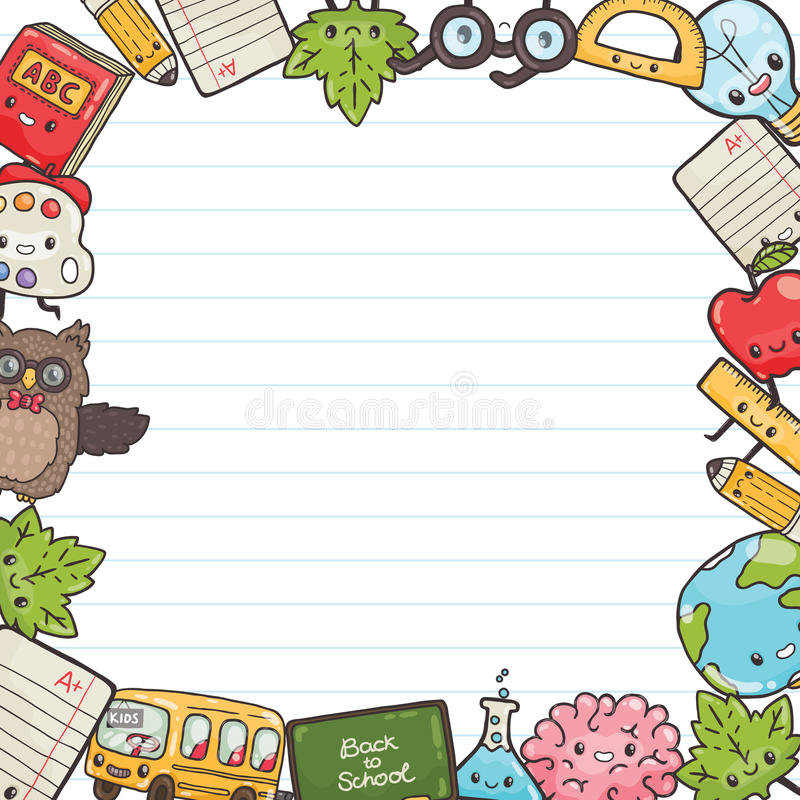 A+
ABC
A+
dreamstime
A+
KIDS
Back
to
School